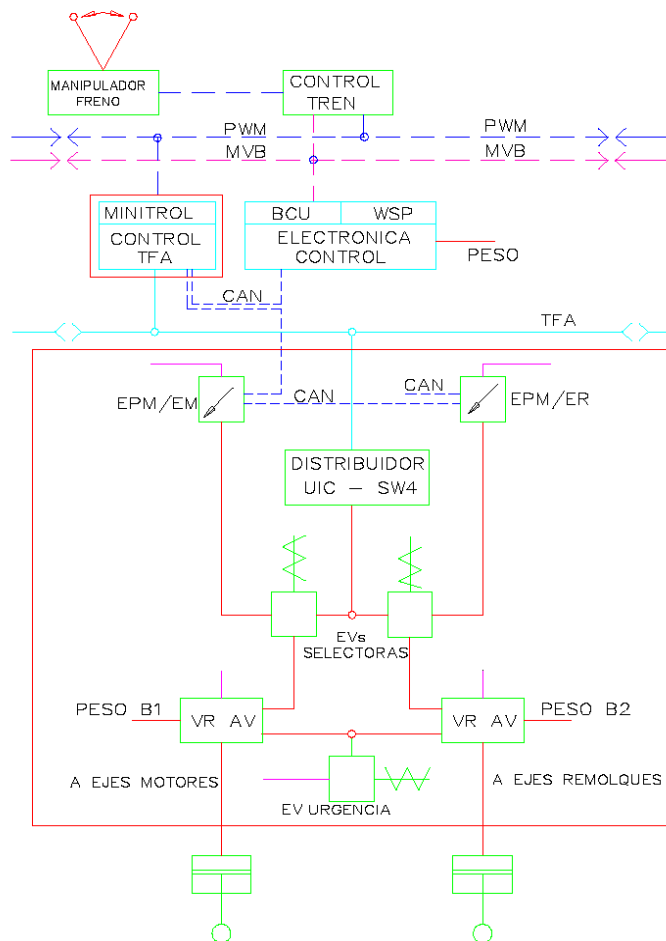 MANIPULADOR
FRENO
CONTROL
TREN
PWM
PWM
MVB
MVB
MINITROL
CONTROL
TFA
BCU
WSP
ELECTRONICA
CONTROL
PESO
CAN
TFA
EPM/EM
CAN
CAN
EPM/ER
DISTRIBUIDOR
UIC - SW4
EVs
SELECTORAS
PESO B1
VR AV
VR AV
PESO B2
A EJES MOTORES
EV URGENCIA
A EJES REMOLQUES